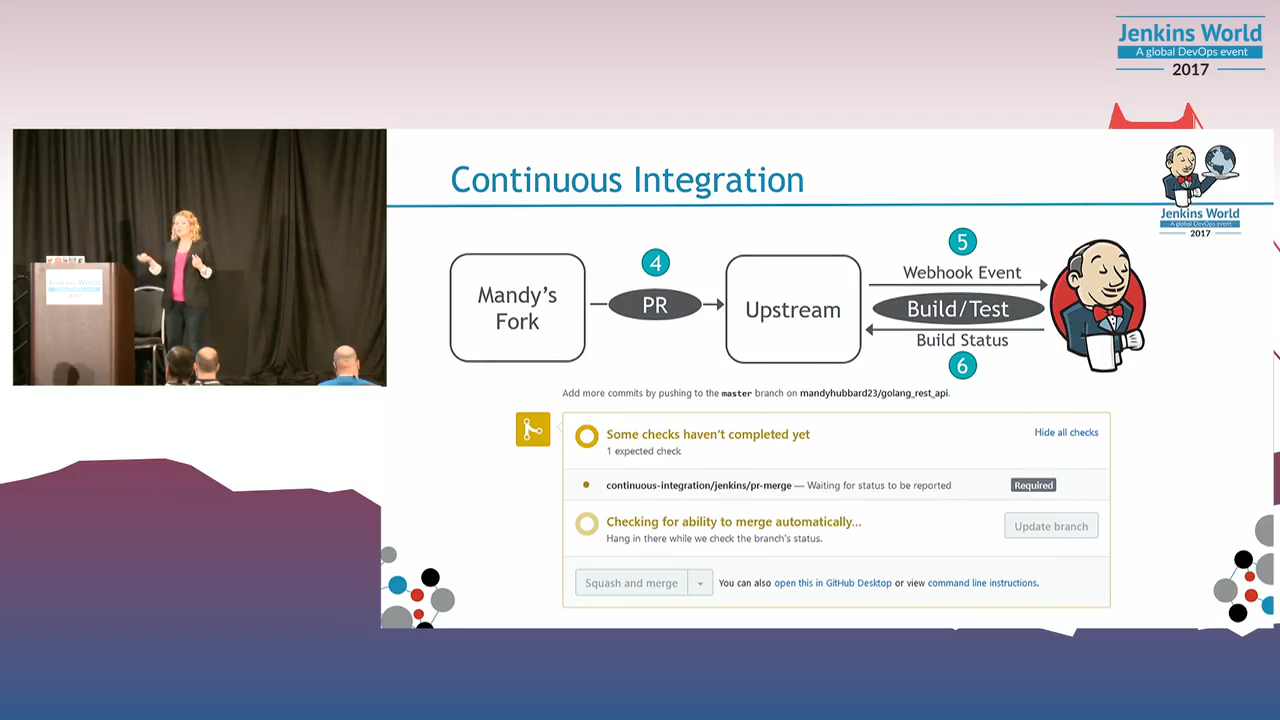 Jenkins World
A global DevOps event
2017
Jenkins World
Continuous Integration
Jenkins World
A global DevOps event
2017
Mandy's
Fork
4
PR
Upstream
5
Webhook Event
Build/Test
Build Status
6
Add more commits by pushing to the master branch on mandyhubbard23/golang_rest_api.
Some checks haven't completed yet
Hide all checks
1 expected check
continuous-integration/jenkins/pr-merge — Waiting for status to be reported
Required
Checking for ability to merge automatically...
Hang in there while we check the branch's status.
Update branch
Squash and merge
You can also open this in GitHub Desktop or view command line instructions.